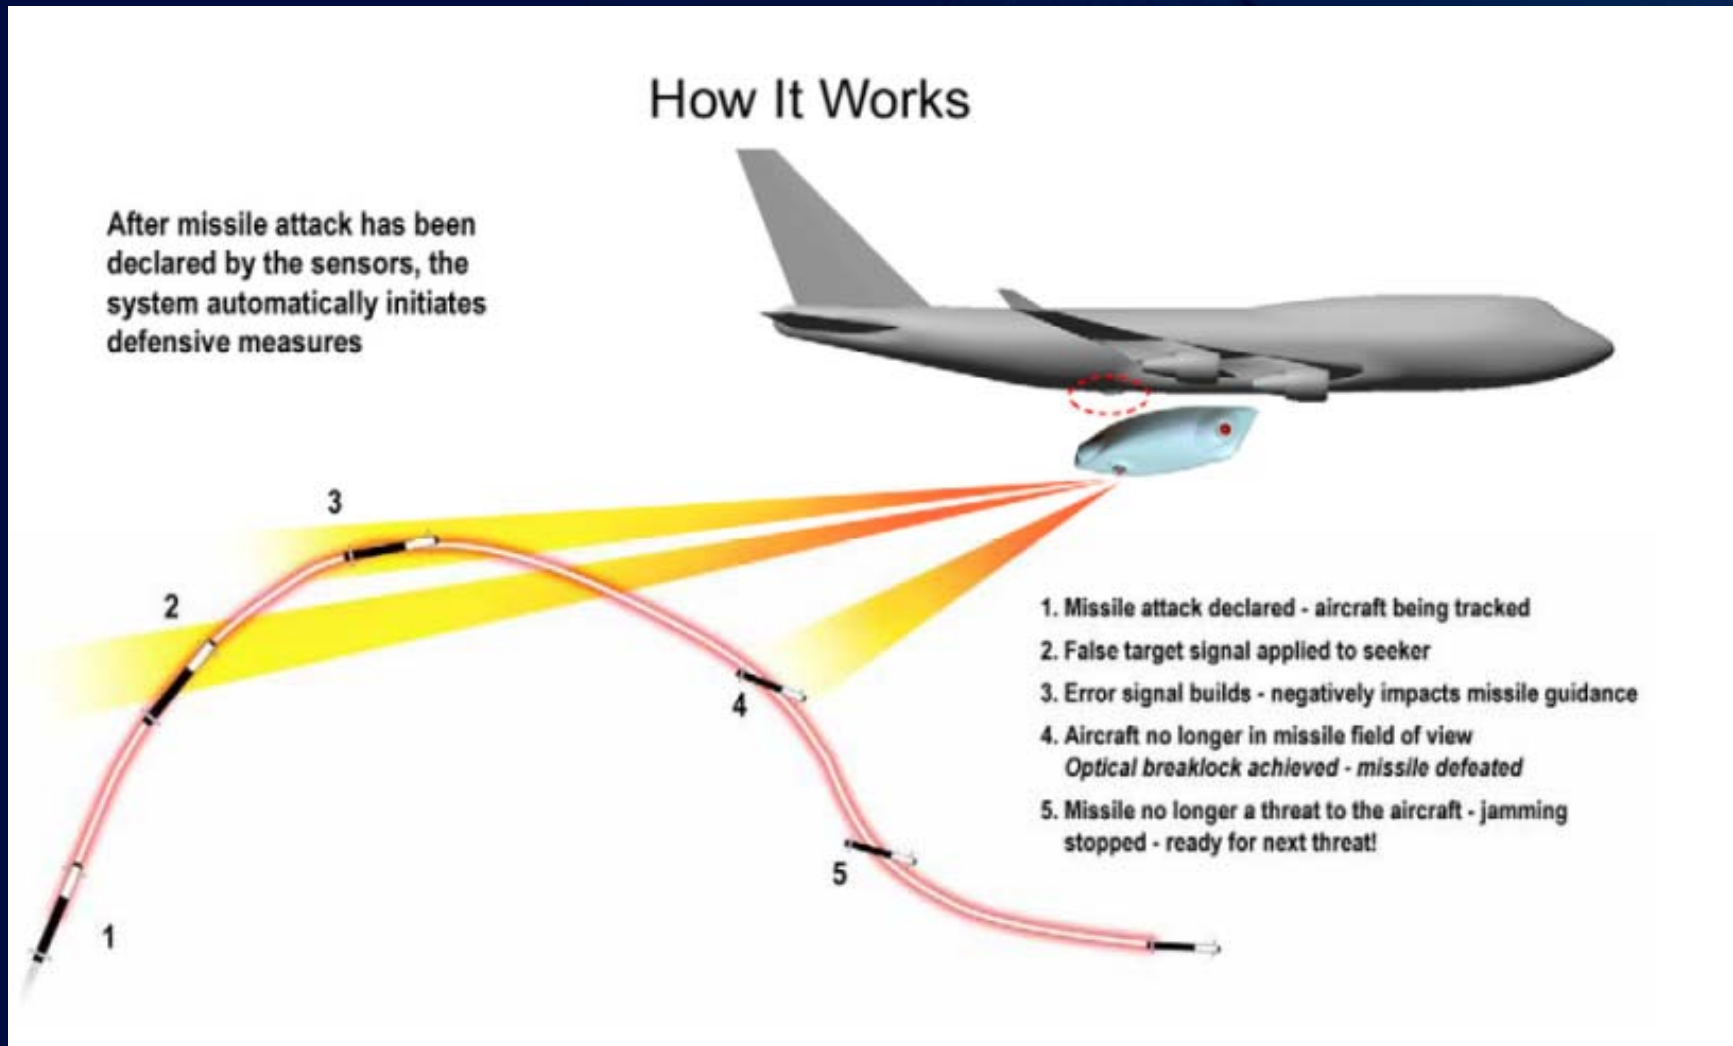 How It Works
After missile attack has been
declared by the sensors, the
system automatically initiates
defensive measures
3
2
4
5
1
1. Missile attack declared - aircraft being tracked
2. False target signal applied to seeker
3. Error signal builds - negatively impacts missile guidance
4. Aircraft no longer in missile field of view
Optical breaklock achieved - missile defeated
5. Missile no longer a threat to the aircraft - jamming
stopped - ready for next threat!